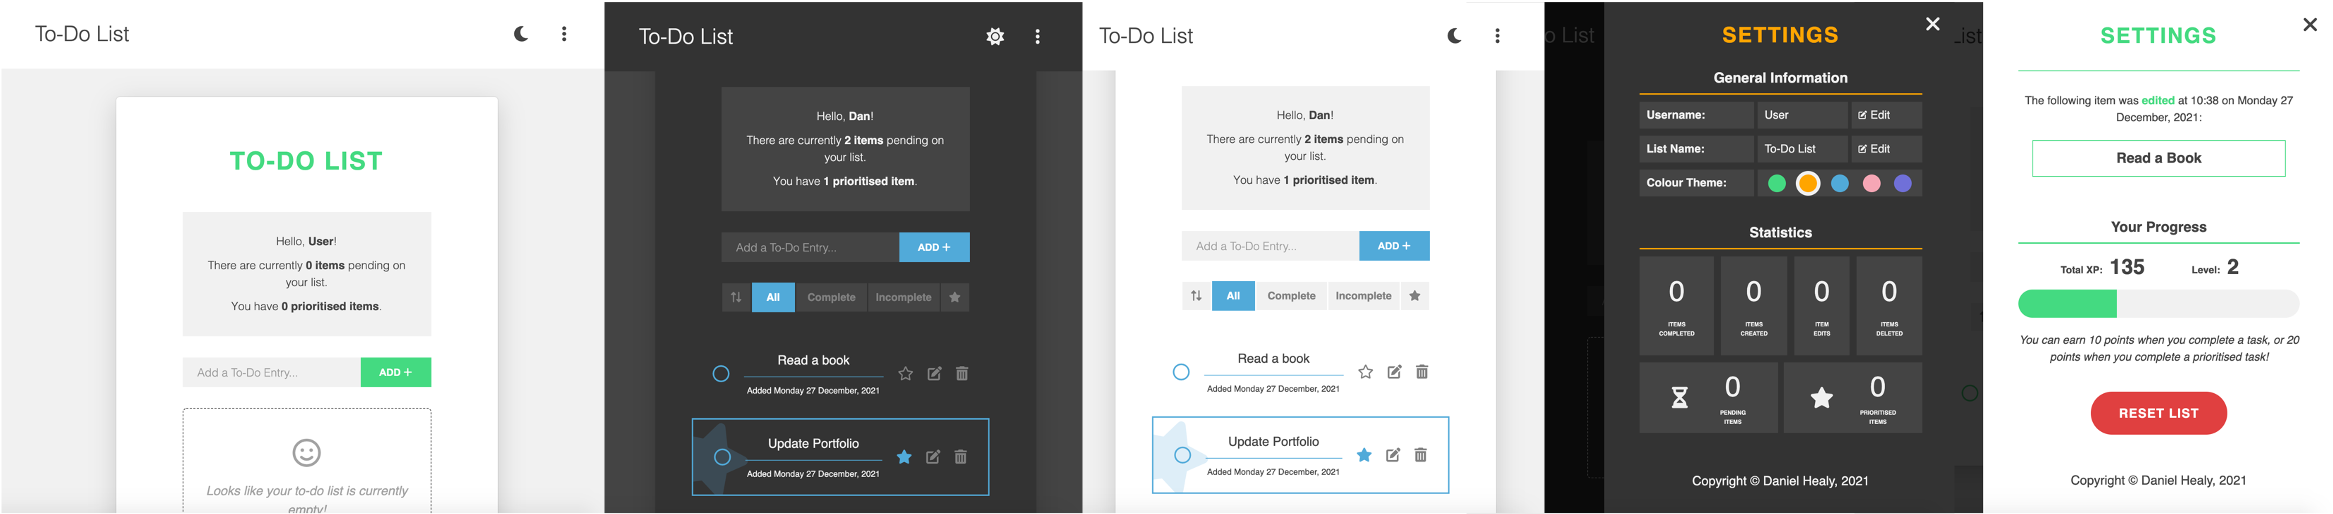 To-Do List
TO-DO LIST
Hello, User!
There are currently 0 items pending on
your list.
You have 0 prioritised items.
Add a To-Do Entry...
ADD +
Looks like your to-do list is currently
empty!
To-Do List
Hello, Dan!
There are currently 2 items pending on
your list.
You have 1 prioritised item.
Add a To-Do Entry...
ADD +
All Complete Incomplete
Read a book
Added Monday 27 December, 2021
Update Portfolio
Added Monday 27 December, 2021
To-Do List
Hello, Dan!
There are currently 2 items pending on
your list.
You have 1 prioritised item.
Add a To-Do Entry...
ADD +
All Complete Incomplete
Read a book
Added Monday 27 December, 2021
Update Portfolio
Added Monday 27 December, 2021
o List
SETTINGS
List
General Information
Username: User Edit
List Name: To-Do List Edit
Colour Theme:
Statistics
0 0 0 0
ITEMS ITEMS ITEM ITEMS
COMPLETED CREATED EDITS DELETED
0 0
PENDING PRIORITISED
ITEMS ITEMS
Copyright © Daniel Healy, 2021
SETTINGS
The following item was edited at 10:38 on Monday 27
December, 2021:
Read a Book
Your Progress
Total XP: 135 Level: 2
You can earn 10 points when you complete a task, or 20
points when you complete a prioritised task!
RESET LIST
Copyright © Daniel Healy, 2021